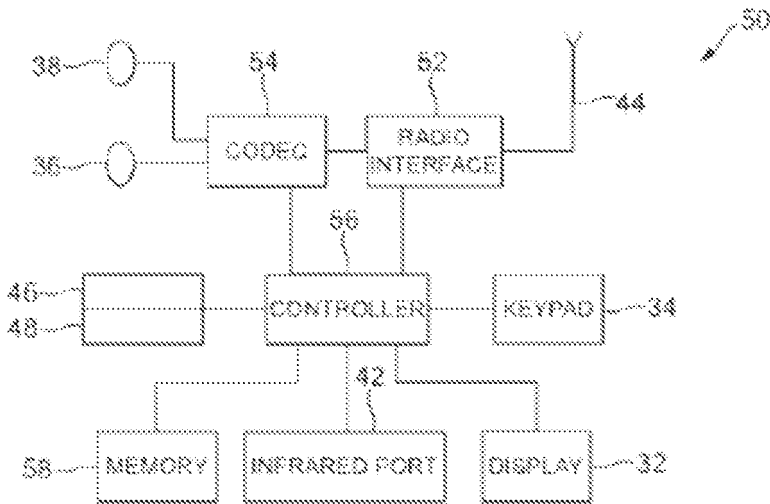 50
38
54
52
44
CODEC
RADIO
INTERFACE
36
56
46
48
CONTROLLER
KEYPAD
34
42
58
MEMORY
INFRARED PORT
DISPLAY
32